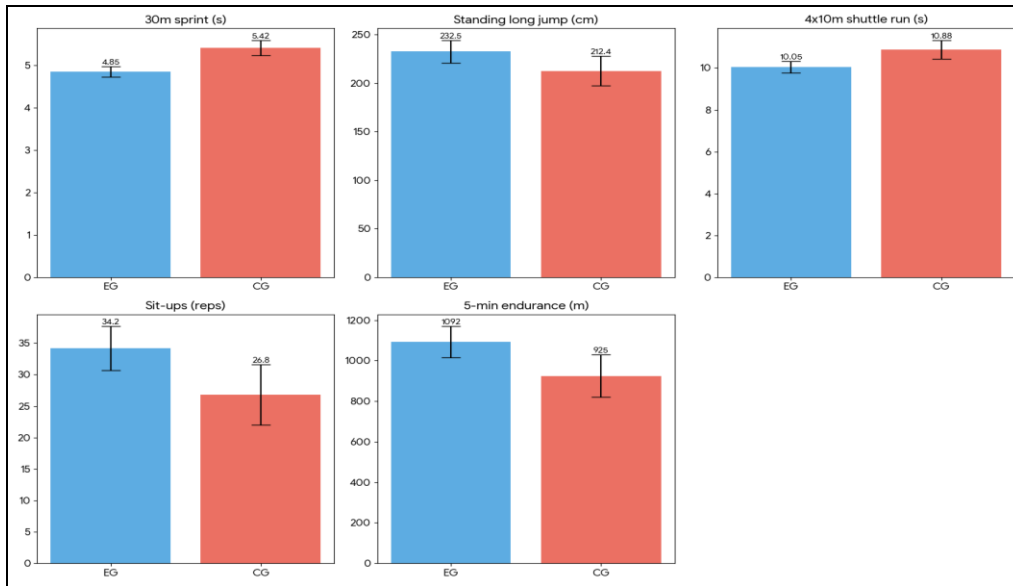 30m sprint (s)
5
4
3
2
1
0
4.85
5.42
EG
CG
Standing long jump (cm)
250
200
150
100
50
0
232.5
212.4
EG
CG
4x10m shuttle run (s)
10
8
6
4
2
0
10.05
10.88
EG
CG
Sit-ups (reps)
35
30
25
20
15
10
5
0
34.2
26.8
EG
CG
5-min endurance (m)
1200
1000
800
600
400
200
0
1092
925
EG
CG